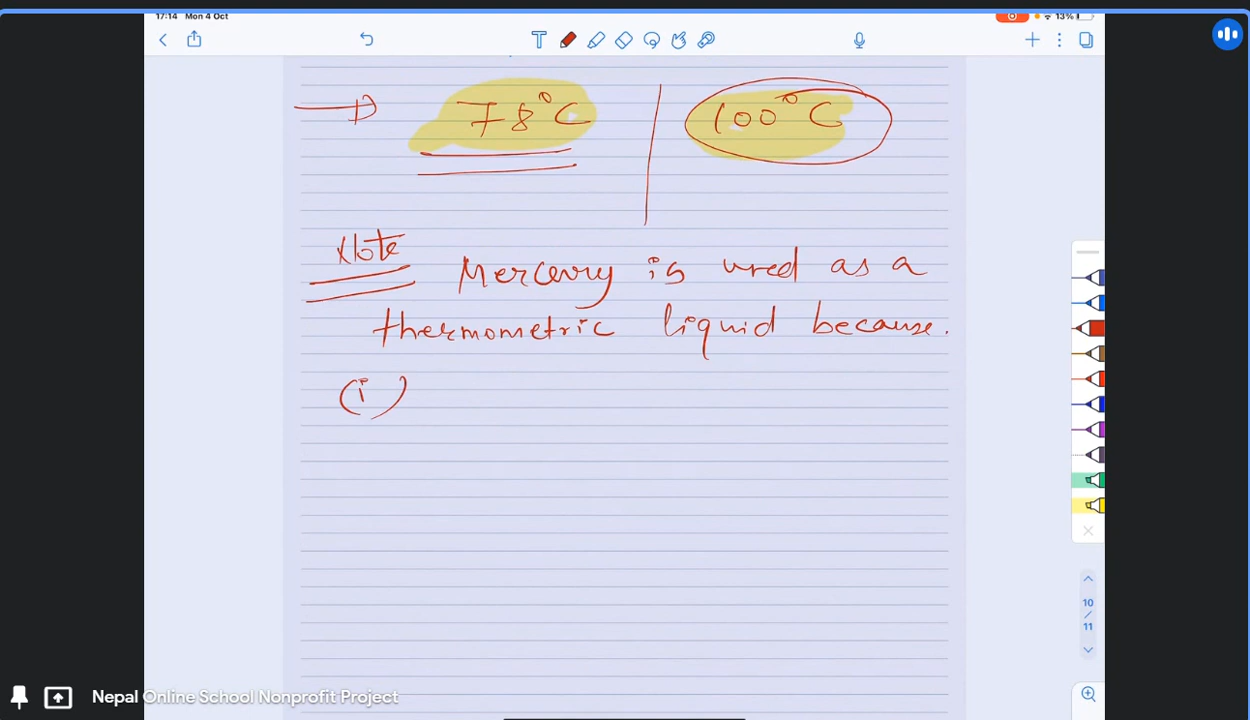 17:14 Mon 4 Oct
13%
T
78°C 100°C
Note Mercury is used as a
thermometric liquid because.
(i)
10
/
11
Nepal Online School Nonprofit Project